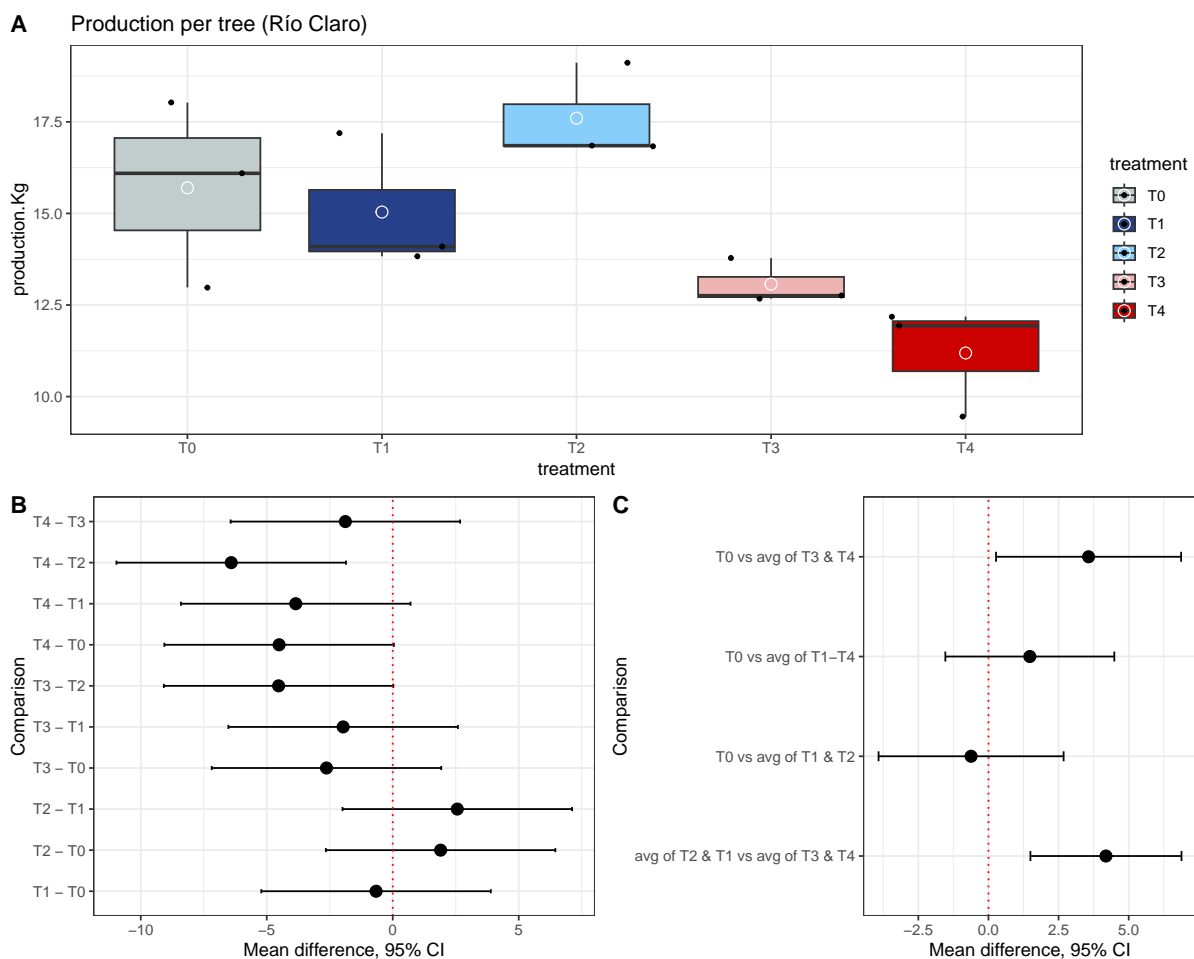 A
Production per tree (Río Claro)
production.Kg
17.5
15.0
12.5
10.0
T0
T1
T2
T3
T4
treatment
treatment
T0
T1
T2
T3
T4
B
Comparison
T4 − T3
T4 − T2
T4 − T1
T4 − T0
T3 − T2
T3 − T1
T3 − T0
T2 − T1
T2 − T0
T1 − T0
−10
−5
0
5
Mean difference, 95% CI
C
Comparison
T0 vs avg of T3 & T4
T0 vs avg of T1−T4
T0 vs avg of T1 & T2
avg of T2 & T1 vs avg of T3 & T4
−2.5
0.0
2.5
5.0
Mean difference, 95% CI